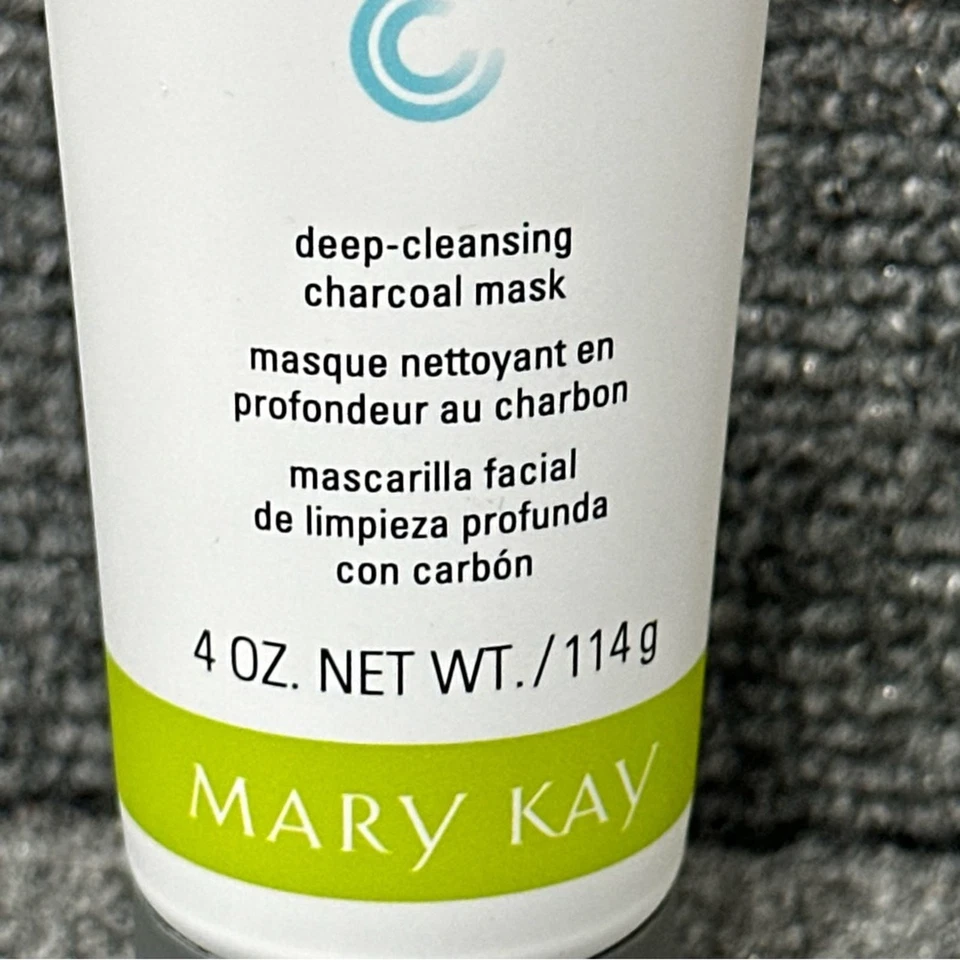 deep-cleansing
charcoal mask
masque nettoyant en
profondeur au charbon
mascarilla facial
de limpieza profunda
con carbón
4 OZ. NET WT./114g
MARY KAY